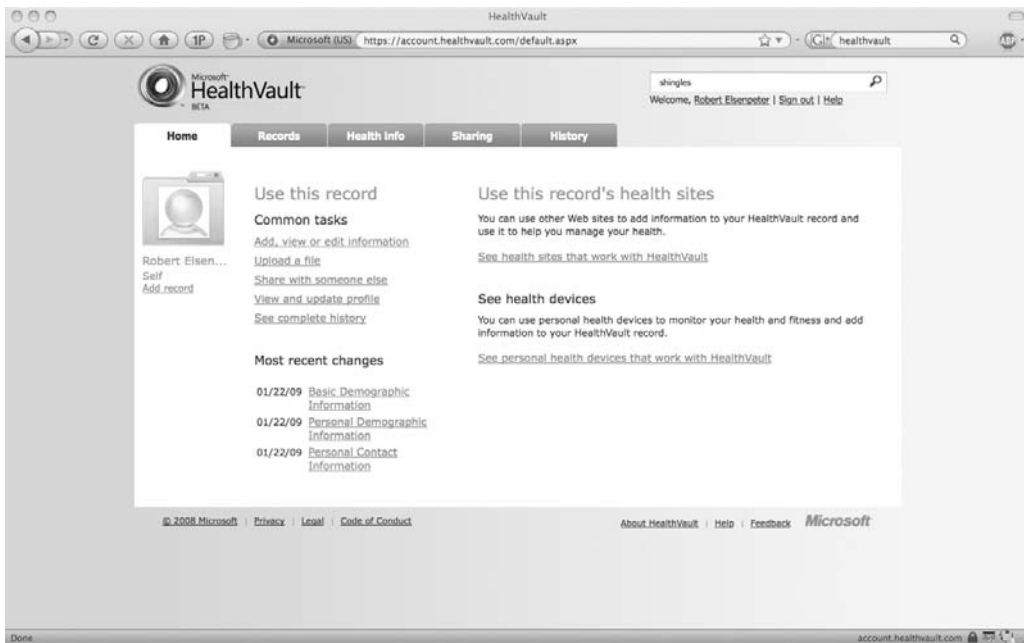 HealthVault
1P
Microsoft (US)
https://account.healthvault.com/default.aspx
healthvault
Microsoft
HealthVault
BETA
shingles
Welcome, Robert Elsenpeter | Sign out | Help
Home
Records
Health Info
Sharing
History
Robert Elsen...
Self
Add record
Use this record
Common tasks
Add, view or edit information
Upload a file
Share with someone else
View and update profile
See complete history
Most recent changes
01/22/09 Basic Demographic
Information
01/22/09 Personal Demographic
Information
01/22/09 Personal Contact
Information
Use this record's health sites
You can use other Web sites to add information to your HealthVault record and
use it to help you manage your health.
See health sites that work with HealthVault
See health devices
You can use personal health devices to monitor your health and fitness and add
information to your HealthVault record.
See personal health devices that work with HealthVault
© 2008 Microsoft | Privacy | Legal | Code of Conduct
About HealthVault | Help | Feedback Microsoft
Done
account.healthvault.com